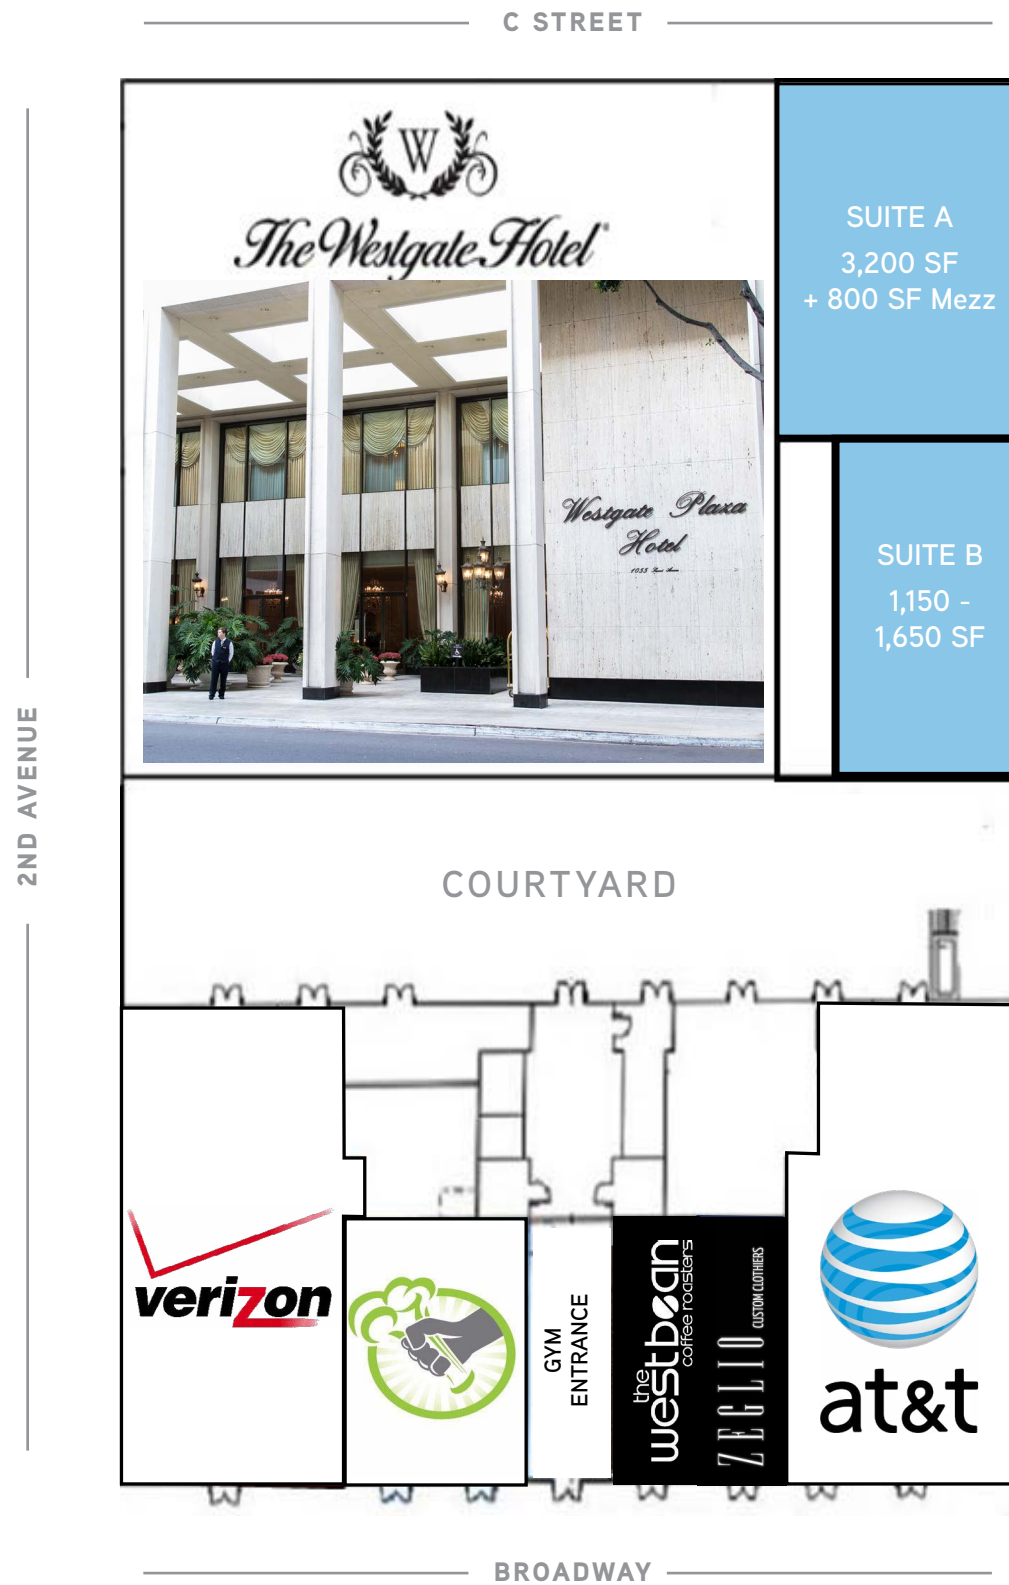 C STREET
W
The Westgate Hotel
SUITE A
3,200 SF
+ 800 SF Mezz
Westgate Plaza
Hotel
SUITE B
1,150 -
1,650 SF
2ND AVENUE
COURTYARD
verizon
GYM
ENTRANCE
the
westbean
coffee roasters
ZEGLIO CUSTOM CLOTHIERS
at&t
BROADWAY